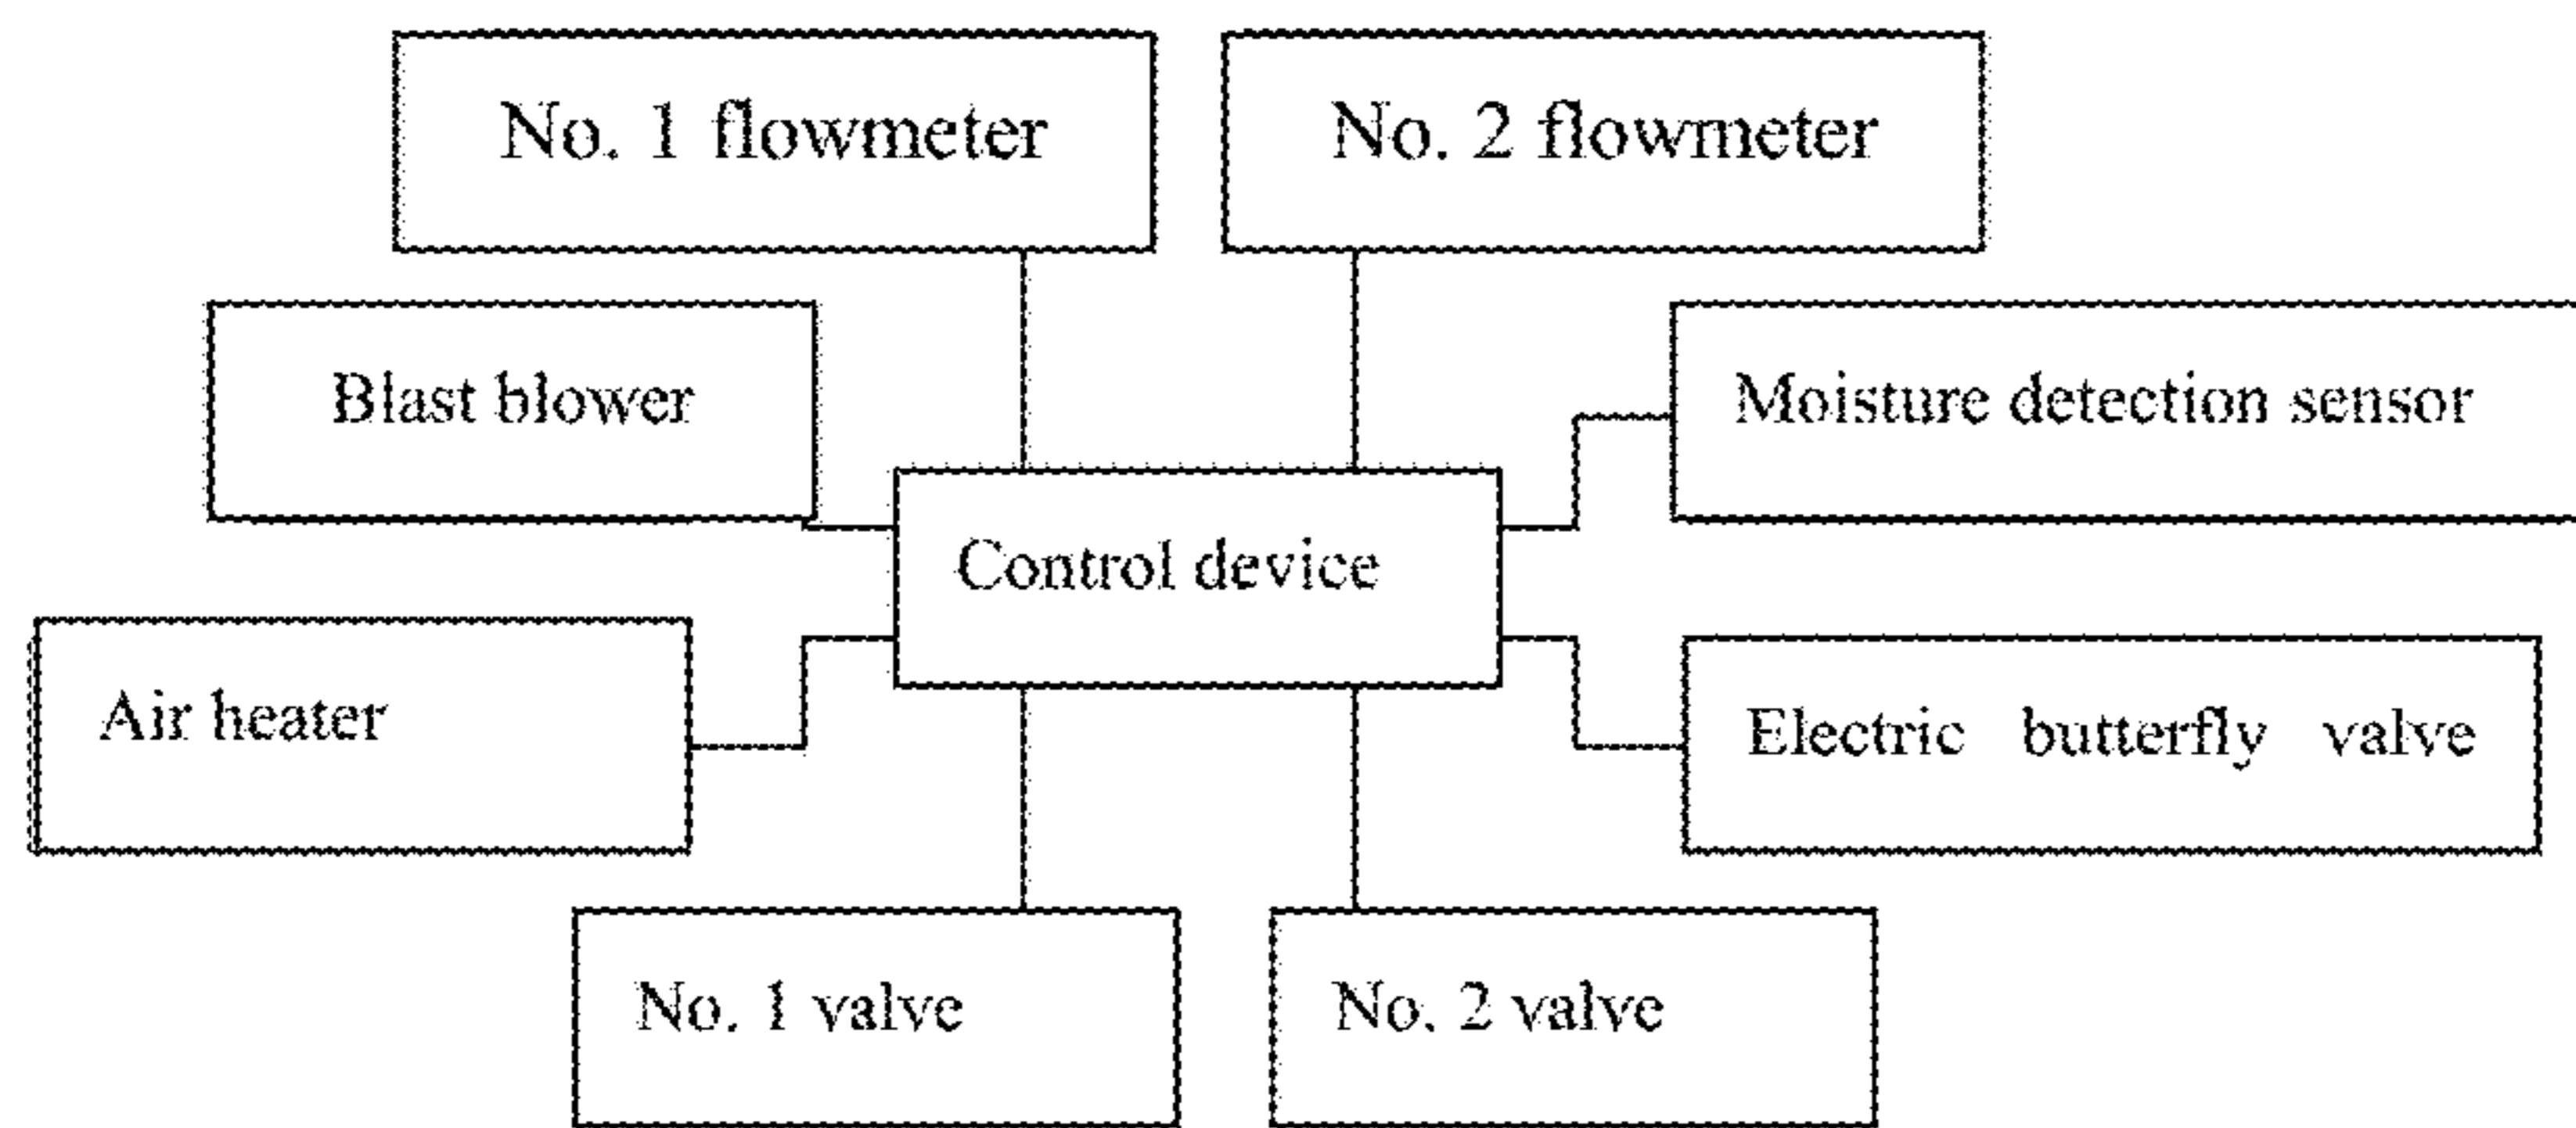 No. 1 flowmeter
No. 2 flowmeter
Blast blower
Moisture detection sensor
Control device
Air heater
Electric butterfly valve
No. 1 valve
No. 2 valve